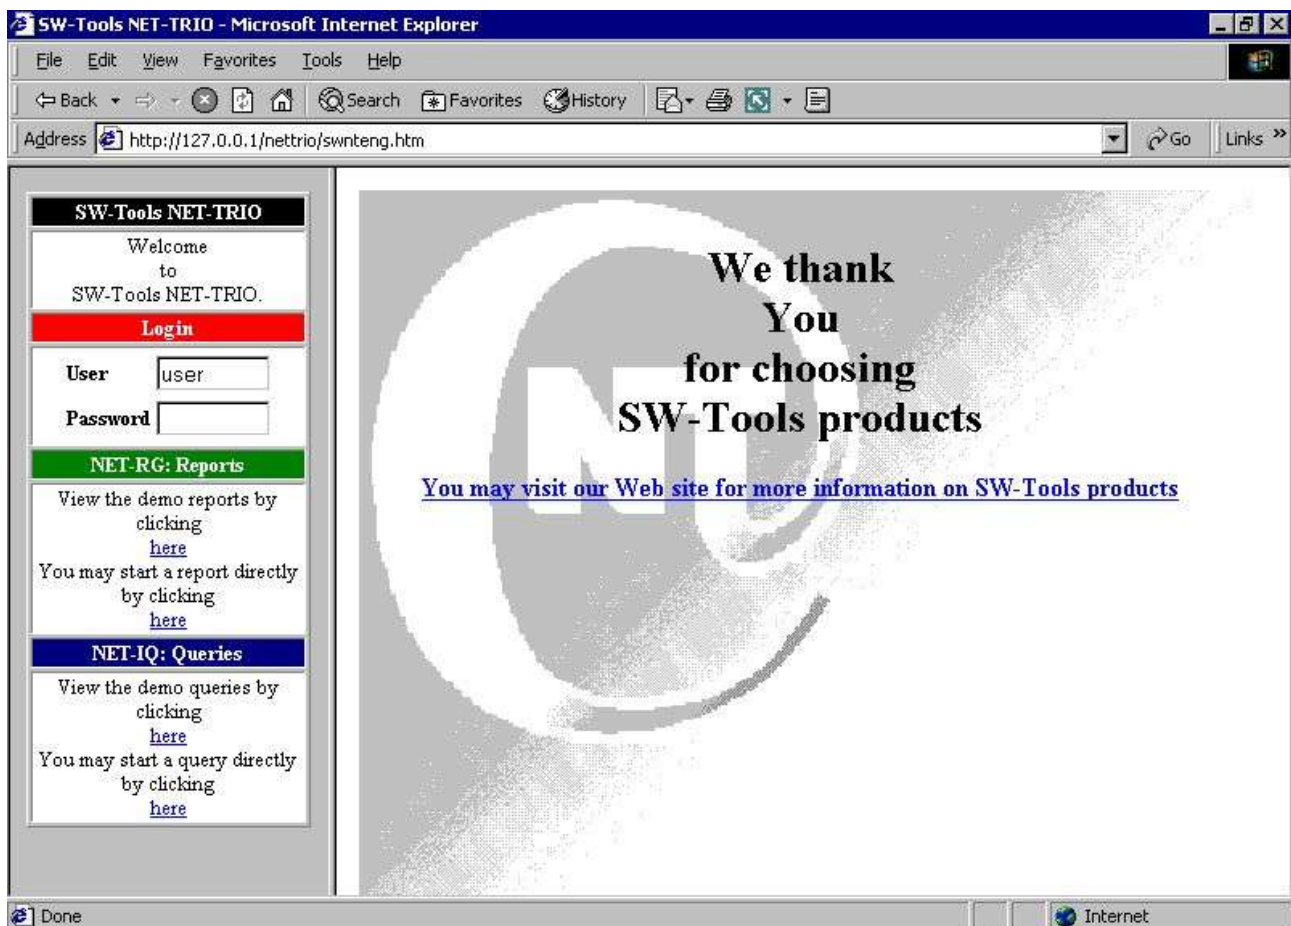 SW-Tools NET-TRIO - Microsoft Internet Explorer
File Edit View Favorites Tools Help
Back Search Favorites History
Address http://127.0.0.1/nettrio/swnteng.htm Go Links »
SW-Tools NET-TRIO
Welcome
to
SW-Tools NET-TRIO.
Login
User user
Password
NET-RG: Reports
View the demo reports by
clicking
here
You may start a report directly
by clicking
here
NET-IQ: Queries
View the demo queries by
clicking
here
You may start a query directly
by clicking
here
We thank
You
for choosing
SW-Tools products
You may visit our Web site for more information on SW-Tools products
NT
Done Internet